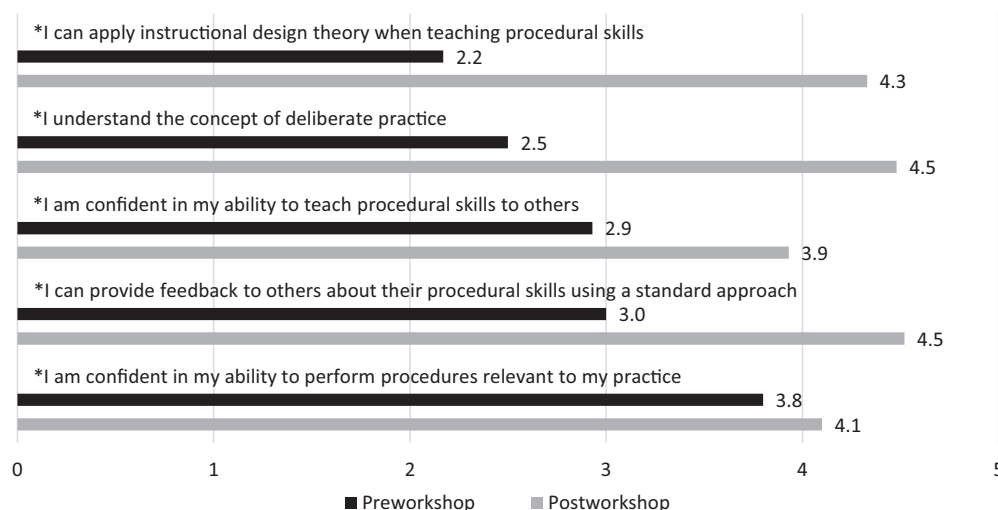 *I can apply instructional design theory when teaching procedural skills
2.2
4.3
*I understand the concept of deliberate practice
2.5
4.5
*I am confident in my ability to teach procedural skills to others
2.9
3.9
*I can provide feedback to others about their procedural skills using a standard approach
3.0
4.5
*I am confident in my ability to perform procedures relevant to my practice
3.8
4.1
0 1 2 3 4 5
Preworkshop Postworkshop